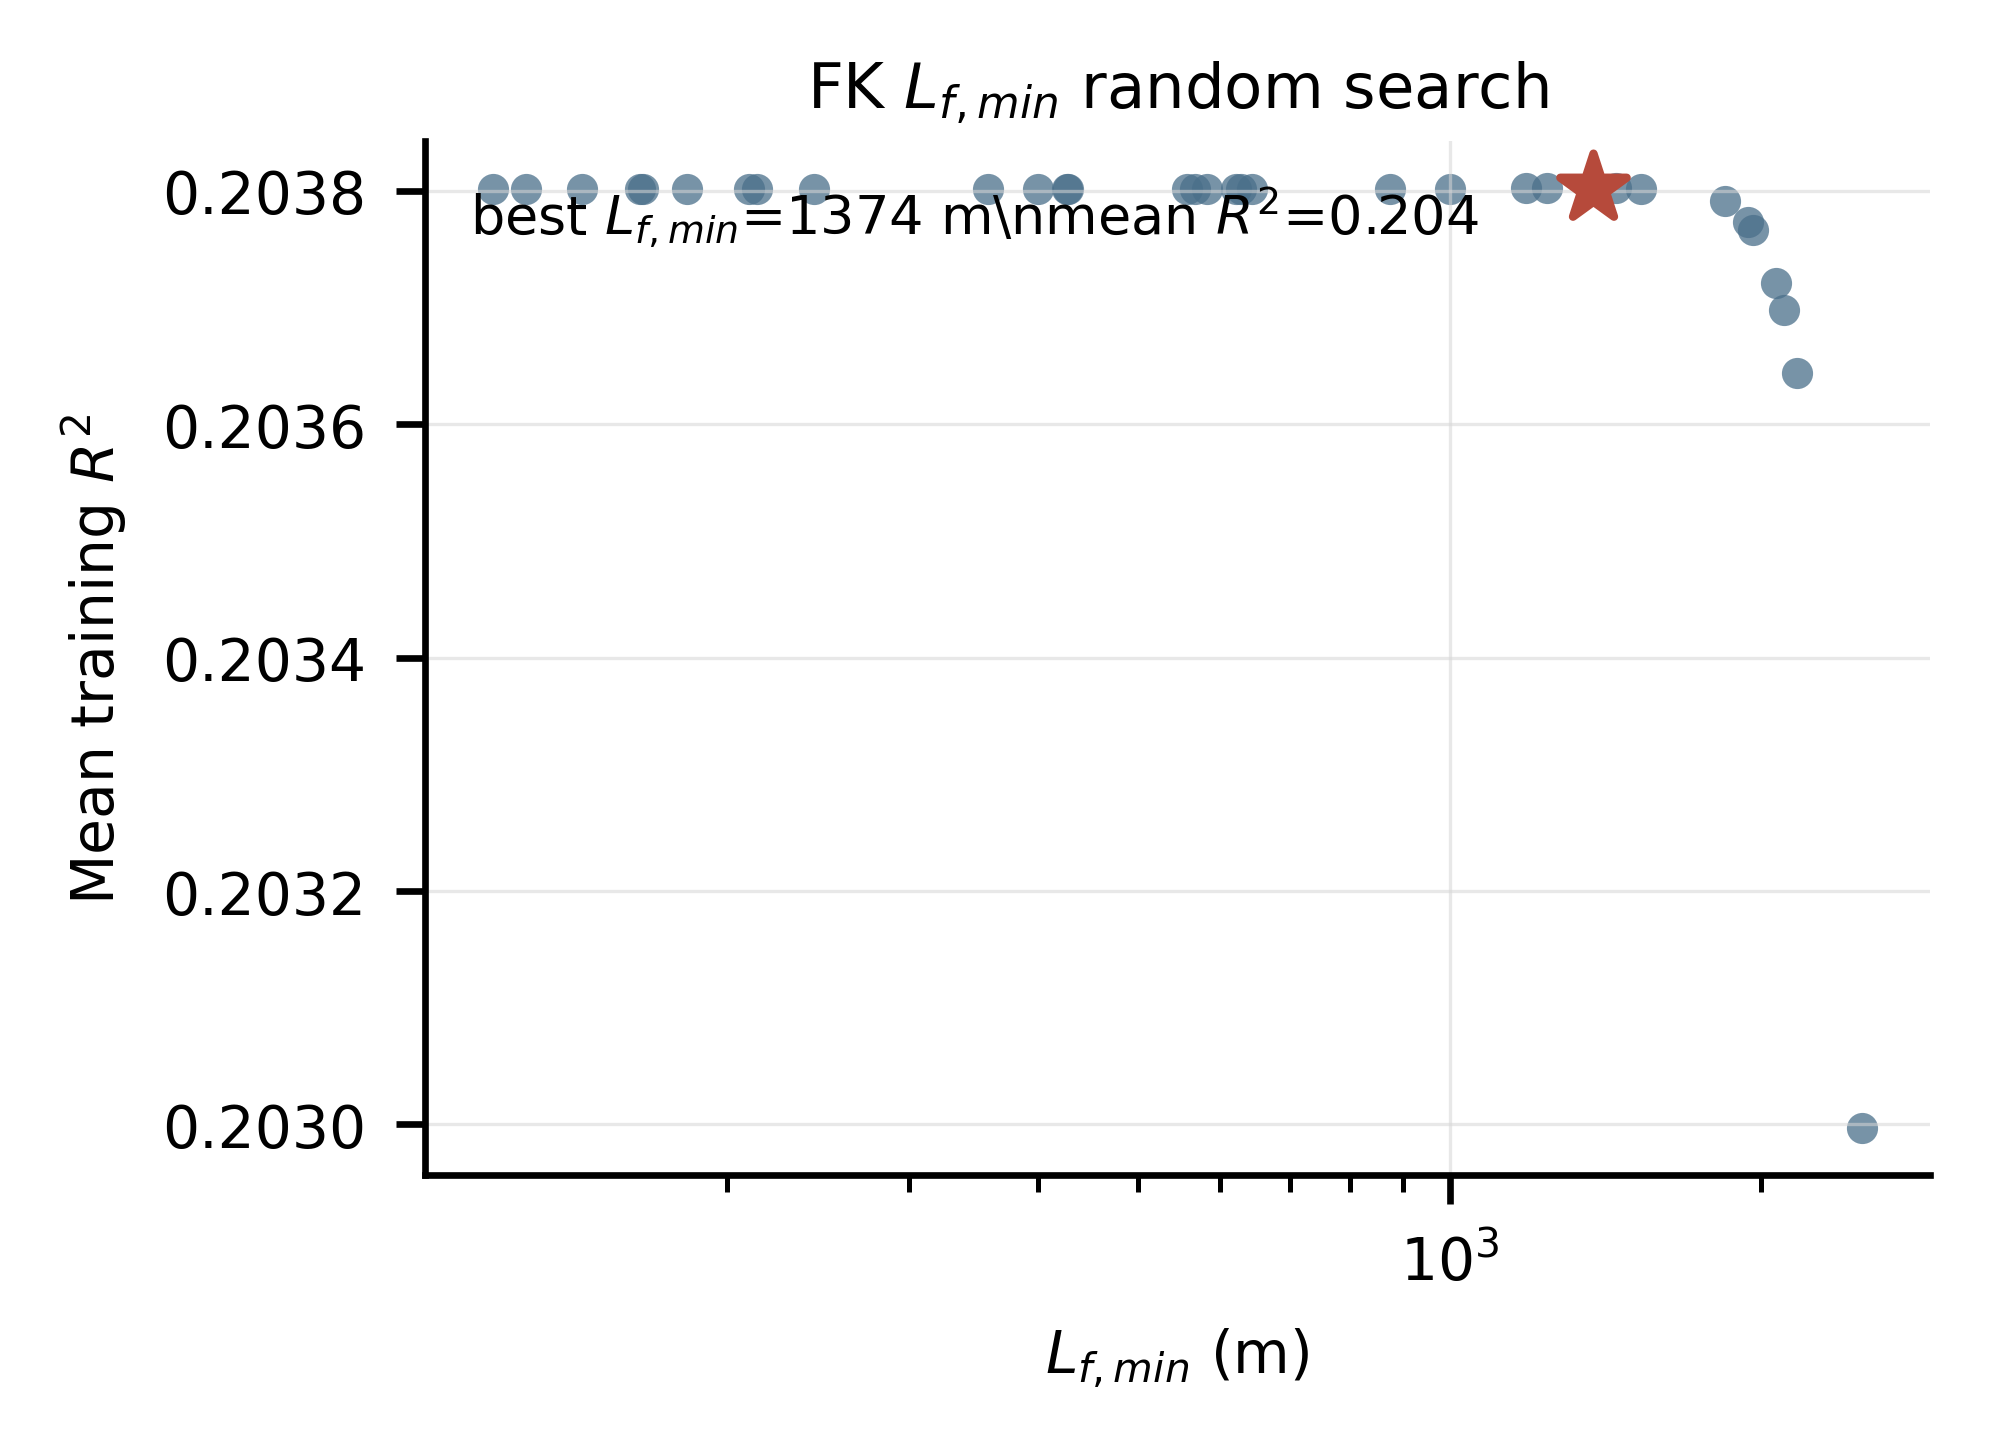 FK $L_{f,min}$ random search
0.2038
best $L_{f,min}$=1374 m\nmean $R^2$=0.204
0.2036
0.2034
0.2032
0.2030
Mean training $R^2$
$10^3$
$L_{f,min}$ (m)